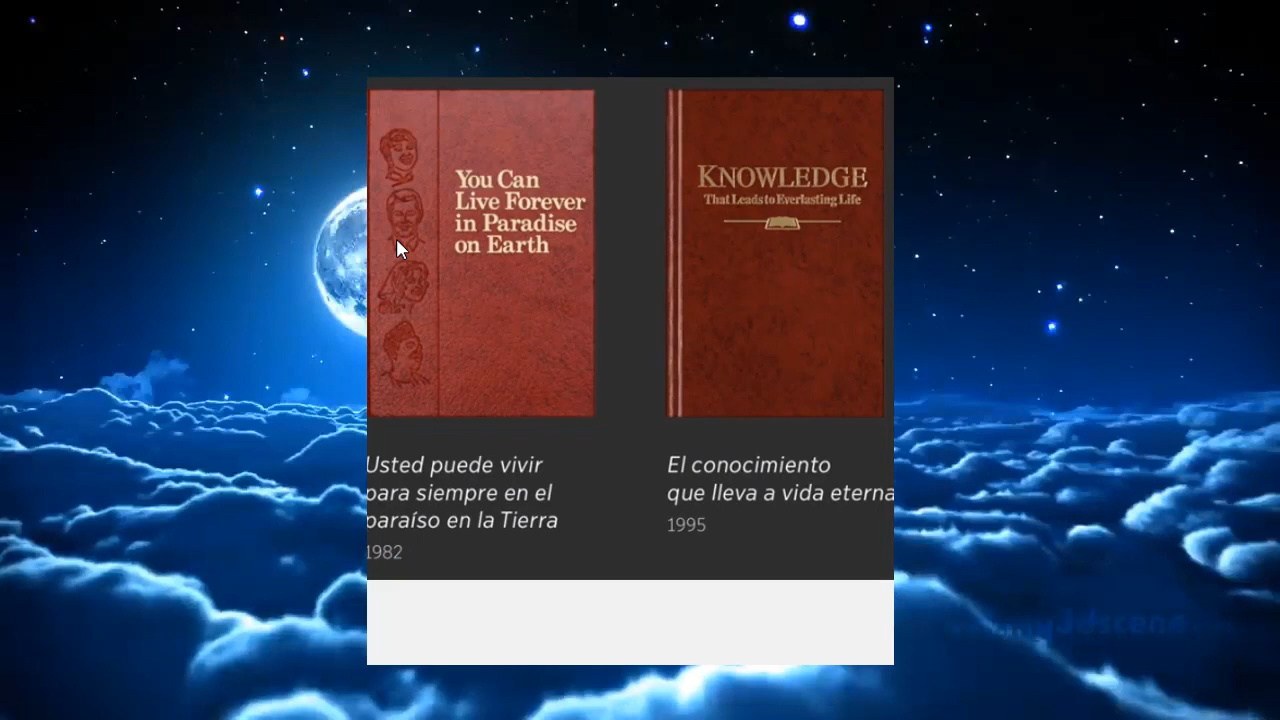 You Can
Live Forever
in Paradise
on Earth
KNOWLEDGE
That Leads to Everlasting Life
Usted puede vivir
para siempre en el
paraíso en la Tierra
1982
El conocimiento
que lleva a vida eterna
1995
my3dscene